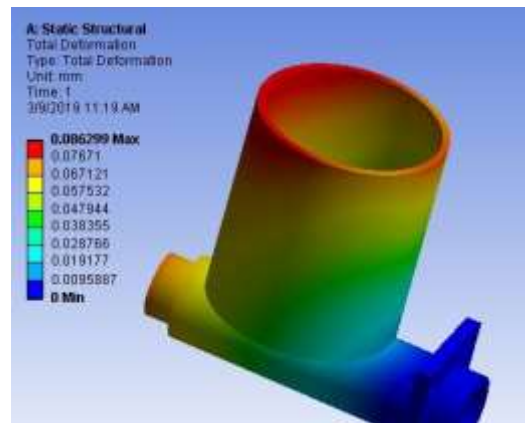 A: Static Structural
Total Deformation
Type: Total Deformation
Unit: mm
Time: 1
3/9/2019 11:19 AM
0.086299 Max
0.07671
0.067121
0.057532
0.047944
0.038355
0.028766
0.019177
0.0095887
0 Min